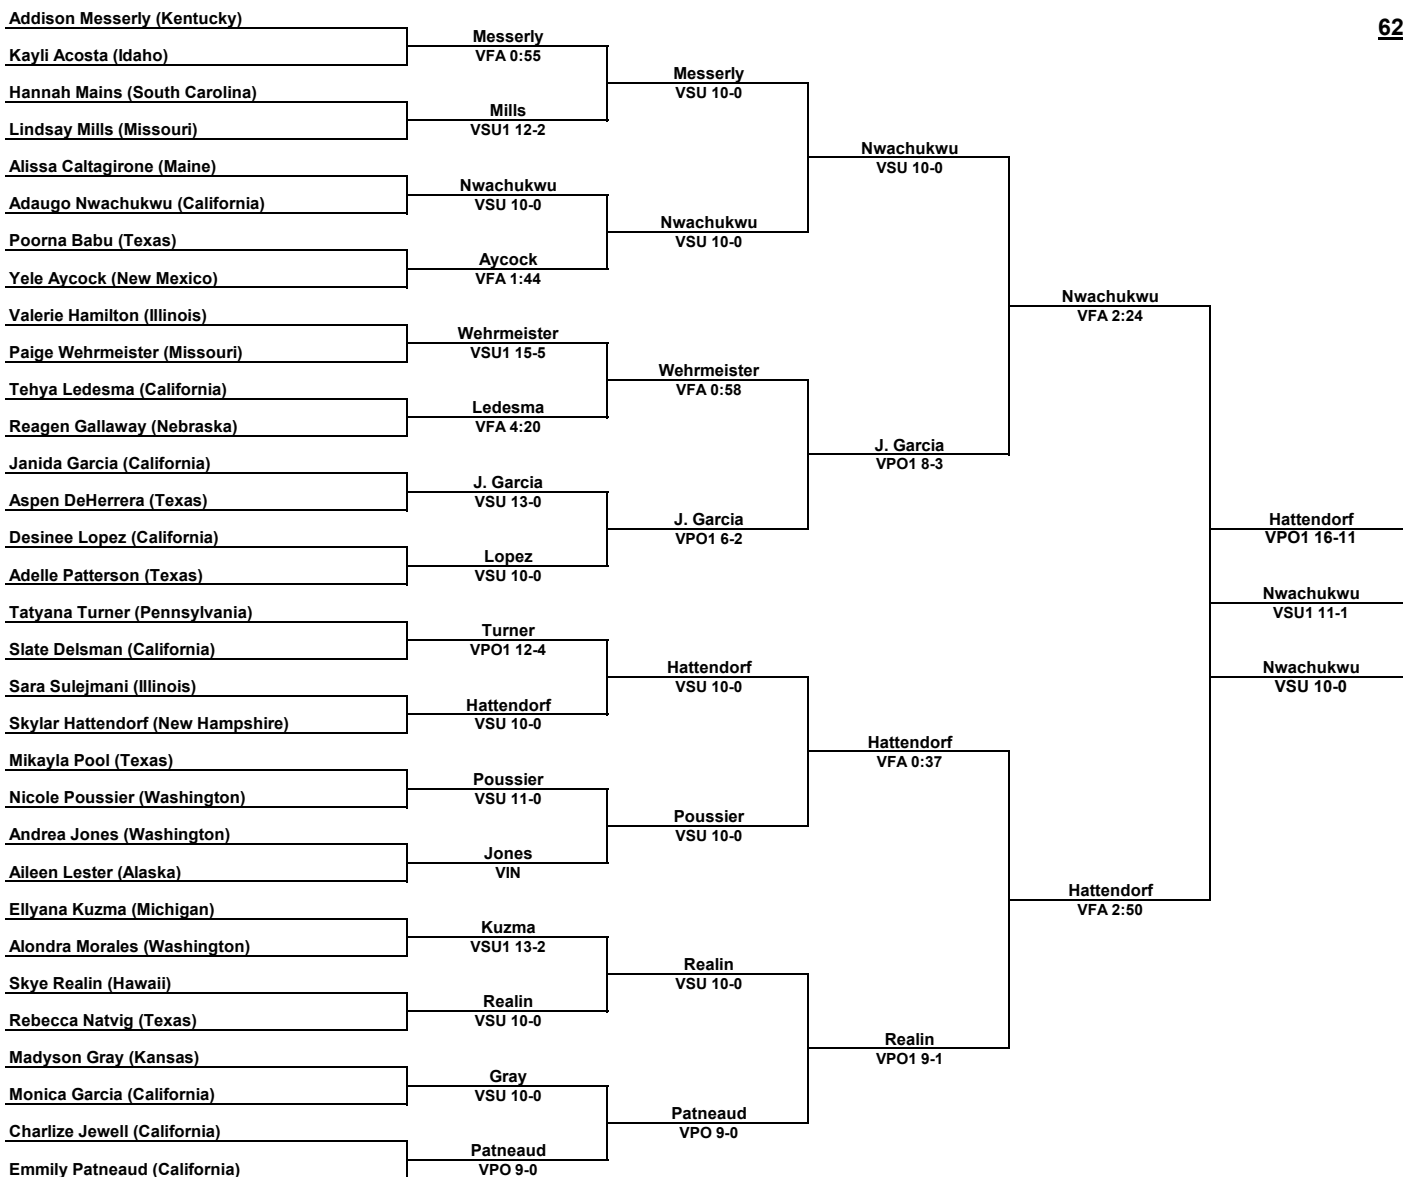 Addison Messerly (Kentucky)
62
Messerly
VFA 0:55
Kayli Acosta (Idaho)
Messerly
VSU 10-0
Hannah Mains (South Carolina)
Mills
VSU1 12-2
Lindsay Mills (Missouri)
Nwachukwu
VSU 10-0
Alissa Caltagirone (Maine)
Nwachukwu
VSU 10-0
Adaugo Nwachukwu (California)
Nwachukwu
VSU 10-0
Poorna Babu (Texas)
Aycock
VFA 1:44
Yele Aycock (New Mexico)
Nwachukwu
VFA 2:24
Valerie Hamilton (Illinois)
Wehrmeister
VSU1 15-5
Paige Wehrmeister (Missouri)
Wehrmeister
VFA 0:58
Tehya Ledesma (California)
Ledesma
VFA 4:20
Reagen Gallaway (Nebraska)
J. Garcia
VPO1 8-3
Janida Garcia (California)
J. Garcia
VSU 13-0
Aspen DeHerrera (Texas)
J. Garcia
VPO1 6-2
Hattendorf
VPO1 16-11
Desinee Lopez (California)
Lopez
VSU 10-0
Adelle Patterson (Texas)
Nwachukwu
VSU1 11-1
Tatyana Turner (Pennsylvania)
Turner
VPO1 12-4
Slate Delsman (California)
Hattendorf
VSU 10-0
Nwachukwu
VSU 10-0
Sara Sulejmani (Illinois)
Hattendorf
VSU 10-0
Skylar Hattendorf (New Hampshire)
Hattendorf
VFA 0:37
Mikayla Pool (Texas)
Poussier
VSU 11-0
Nicole Poussier (Washington)
Poussier
VSU 10-0
Andrea Jones (Washington)
Jones
VIN
Aileen Lester (Alaska)
Hattendorf
VFA 2:50
Ellyana Kuzma (Michigan)
Kuzma
VSU1 13-2
Alondra Morales (Washington)
Realin
VSU 10-0
Skye Realin (Hawaii)
Realin
VSU 10-0
Rebecca Natvig (Texas)
Realin
VPO1 9-1
Madyson Gray (Kansas)
Gray
VSU 10-0
Monica Garcia (California)
Patneaud
VPO 9-0
Charlize Jewell (California)
Patneaud
VPO 9-0
Emmily Patneaud (California)